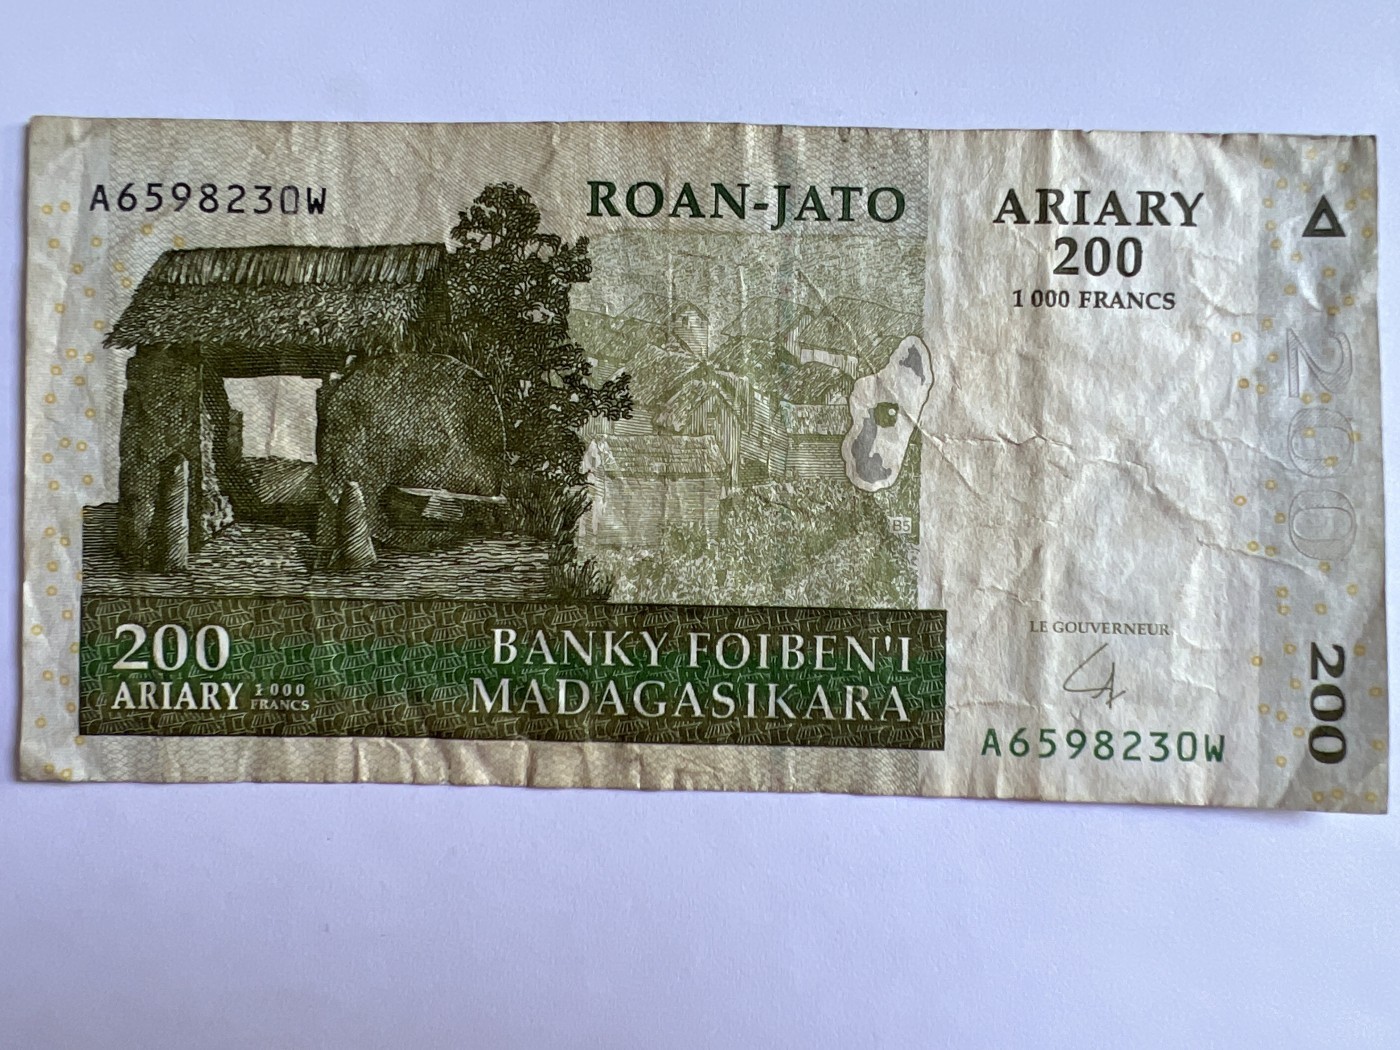 A6598230W
ROAN-JATO
ARIARY
200
1 000 FRANCS
200
B5
200
ARIARY
1 000
FRANCS
BANKY FOIBEN'I
MADAGASIKARA
LE GOUVERNEUR
A6598230W
200